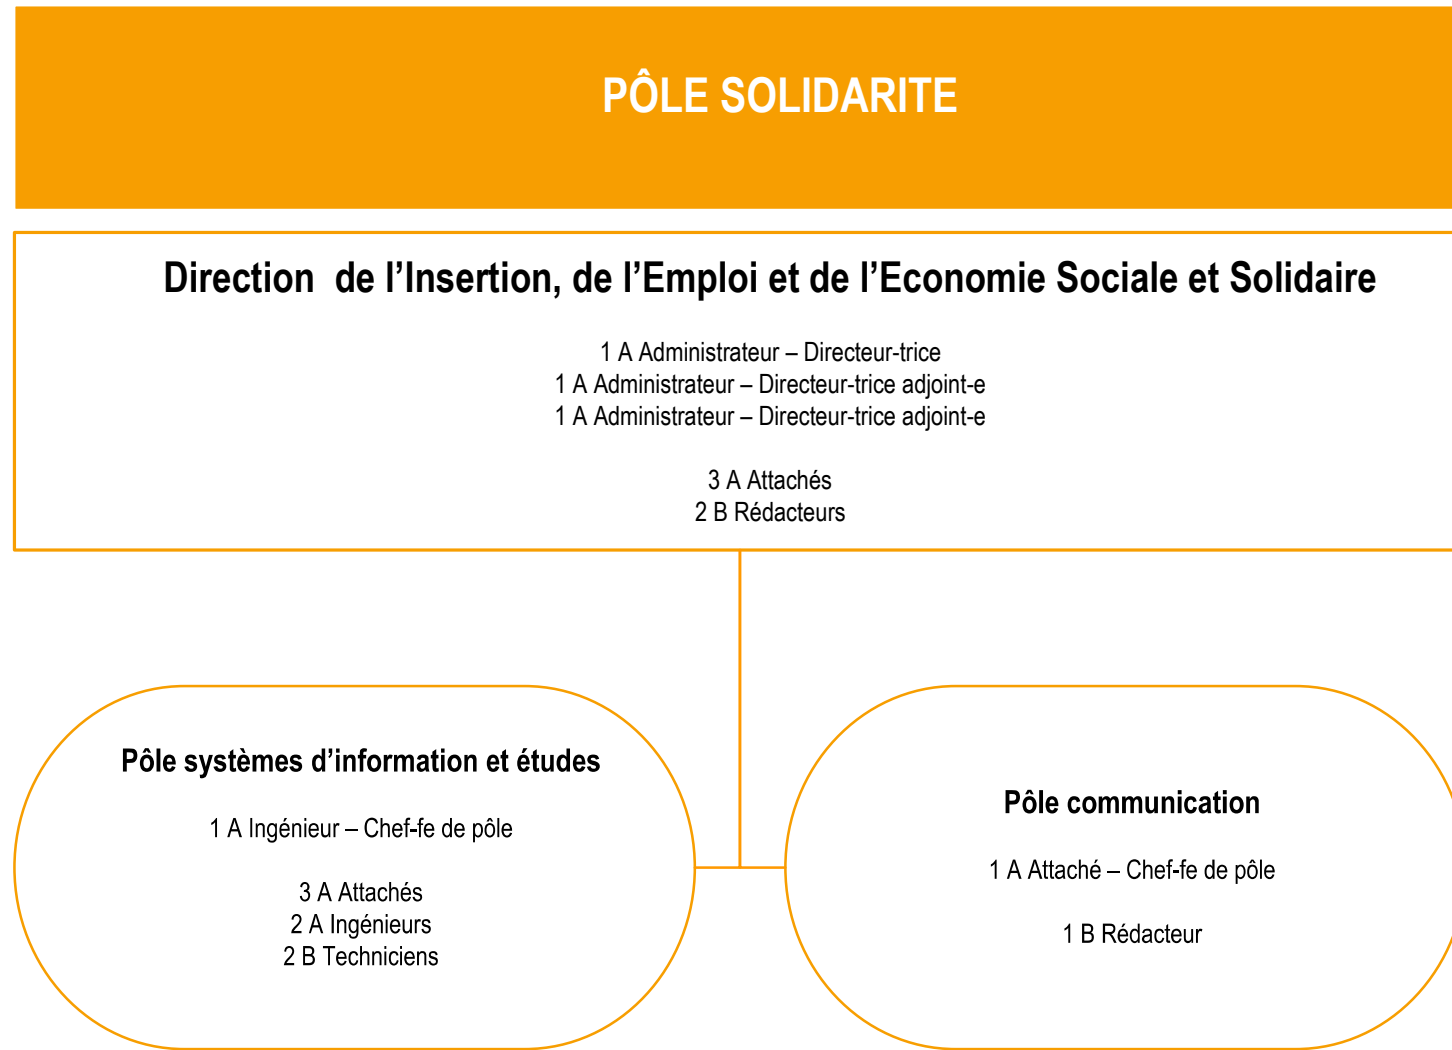 PÔLE SOLIDARITE
Direction de l’Insertion, de l’Emploi et de l’Economie Sociale et Solidaire
1 A Administrateur – Directeur-trice
1 A Administrateur – Directeur-trice adjoint-e
1 A Administrateur – Directeur-trice adjoint-e
3 A Attachés
2 B Rédacteurs
Pôle systèmes d’information et études
1 A Ingénieur – Chef-fe de pôle
3 A Attachés
2 A Ingénieurs
2 B Techniciens
Pôle communication
1 A Attaché – Chef-fe de pôle
1 B Rédacteur